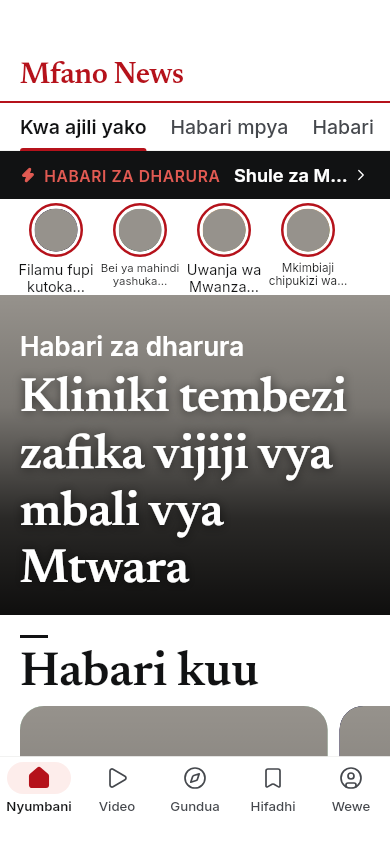 Mfano News
Kwa ajili yako Habari mpya Habari
HABARI ZA DHARURA Shule za M...
Filamu fupi kutoka...
Bei ya mahindi yashuka...
Uwanja wa Mwanza...
Mkimbiaji chipukizi wa...
Habari za dharura
Kliniki tembezi
zafika vijiji vya
mbali vya
Mtwara
Habari kuu
Nyumbani Video Gundua Hifadhi Wewe